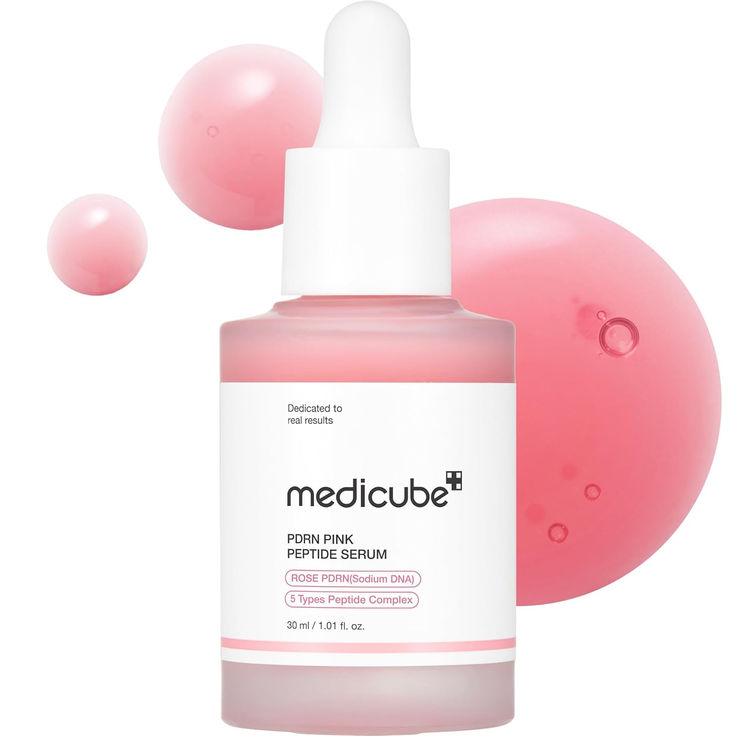 Dedicated to
real results
medicube
PDRN PINK
PEPTIDE SERUM
ROSE PDRN(Sodium DNA)
5 Types Peptide Complex
30 ml / 1.01 fl. oz.